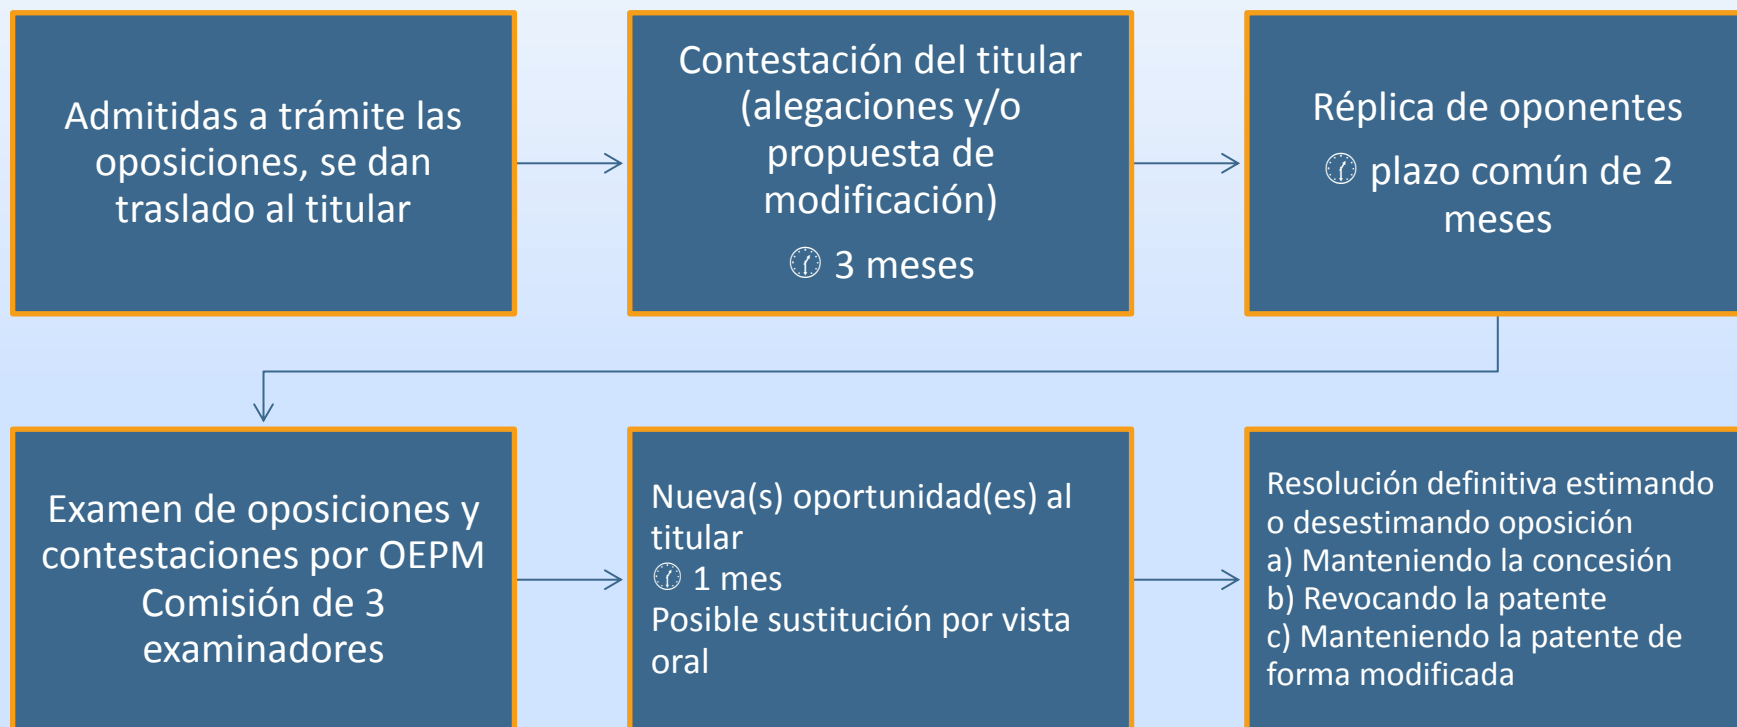 Admitidas a trámite las
oposiciones, se dan
traslado al titular
Contestación del titular
(alegaciones y/o
propuesta de
modificación)
🕐 3 meses
Réplica de oponentes
🕐 plazo común de 2
meses
Examen de oposiciones y
contestaciones por OEPM
Comisión de 3
examinadores
Nueva(s) oportunidad(es) al
titular
🕐 1 mes
Posible sustitución por vista
oral
Resolución definitiva estimando
o desestimando oposición
a) Manteniendo la concesión
b) Revocando la patente
c) Manteniendo la patente de
forma modificada